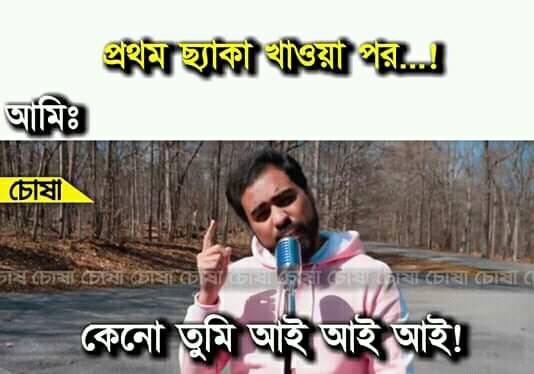 প্রথম ছ্যাকা খাওয়া পর...!
আমিঃ
চোষা
চোষা চোষা চোষা চোষা চোষা চোষা চোষা চোষা চোষা চোষা
কেনো তুমি আই আই আই!